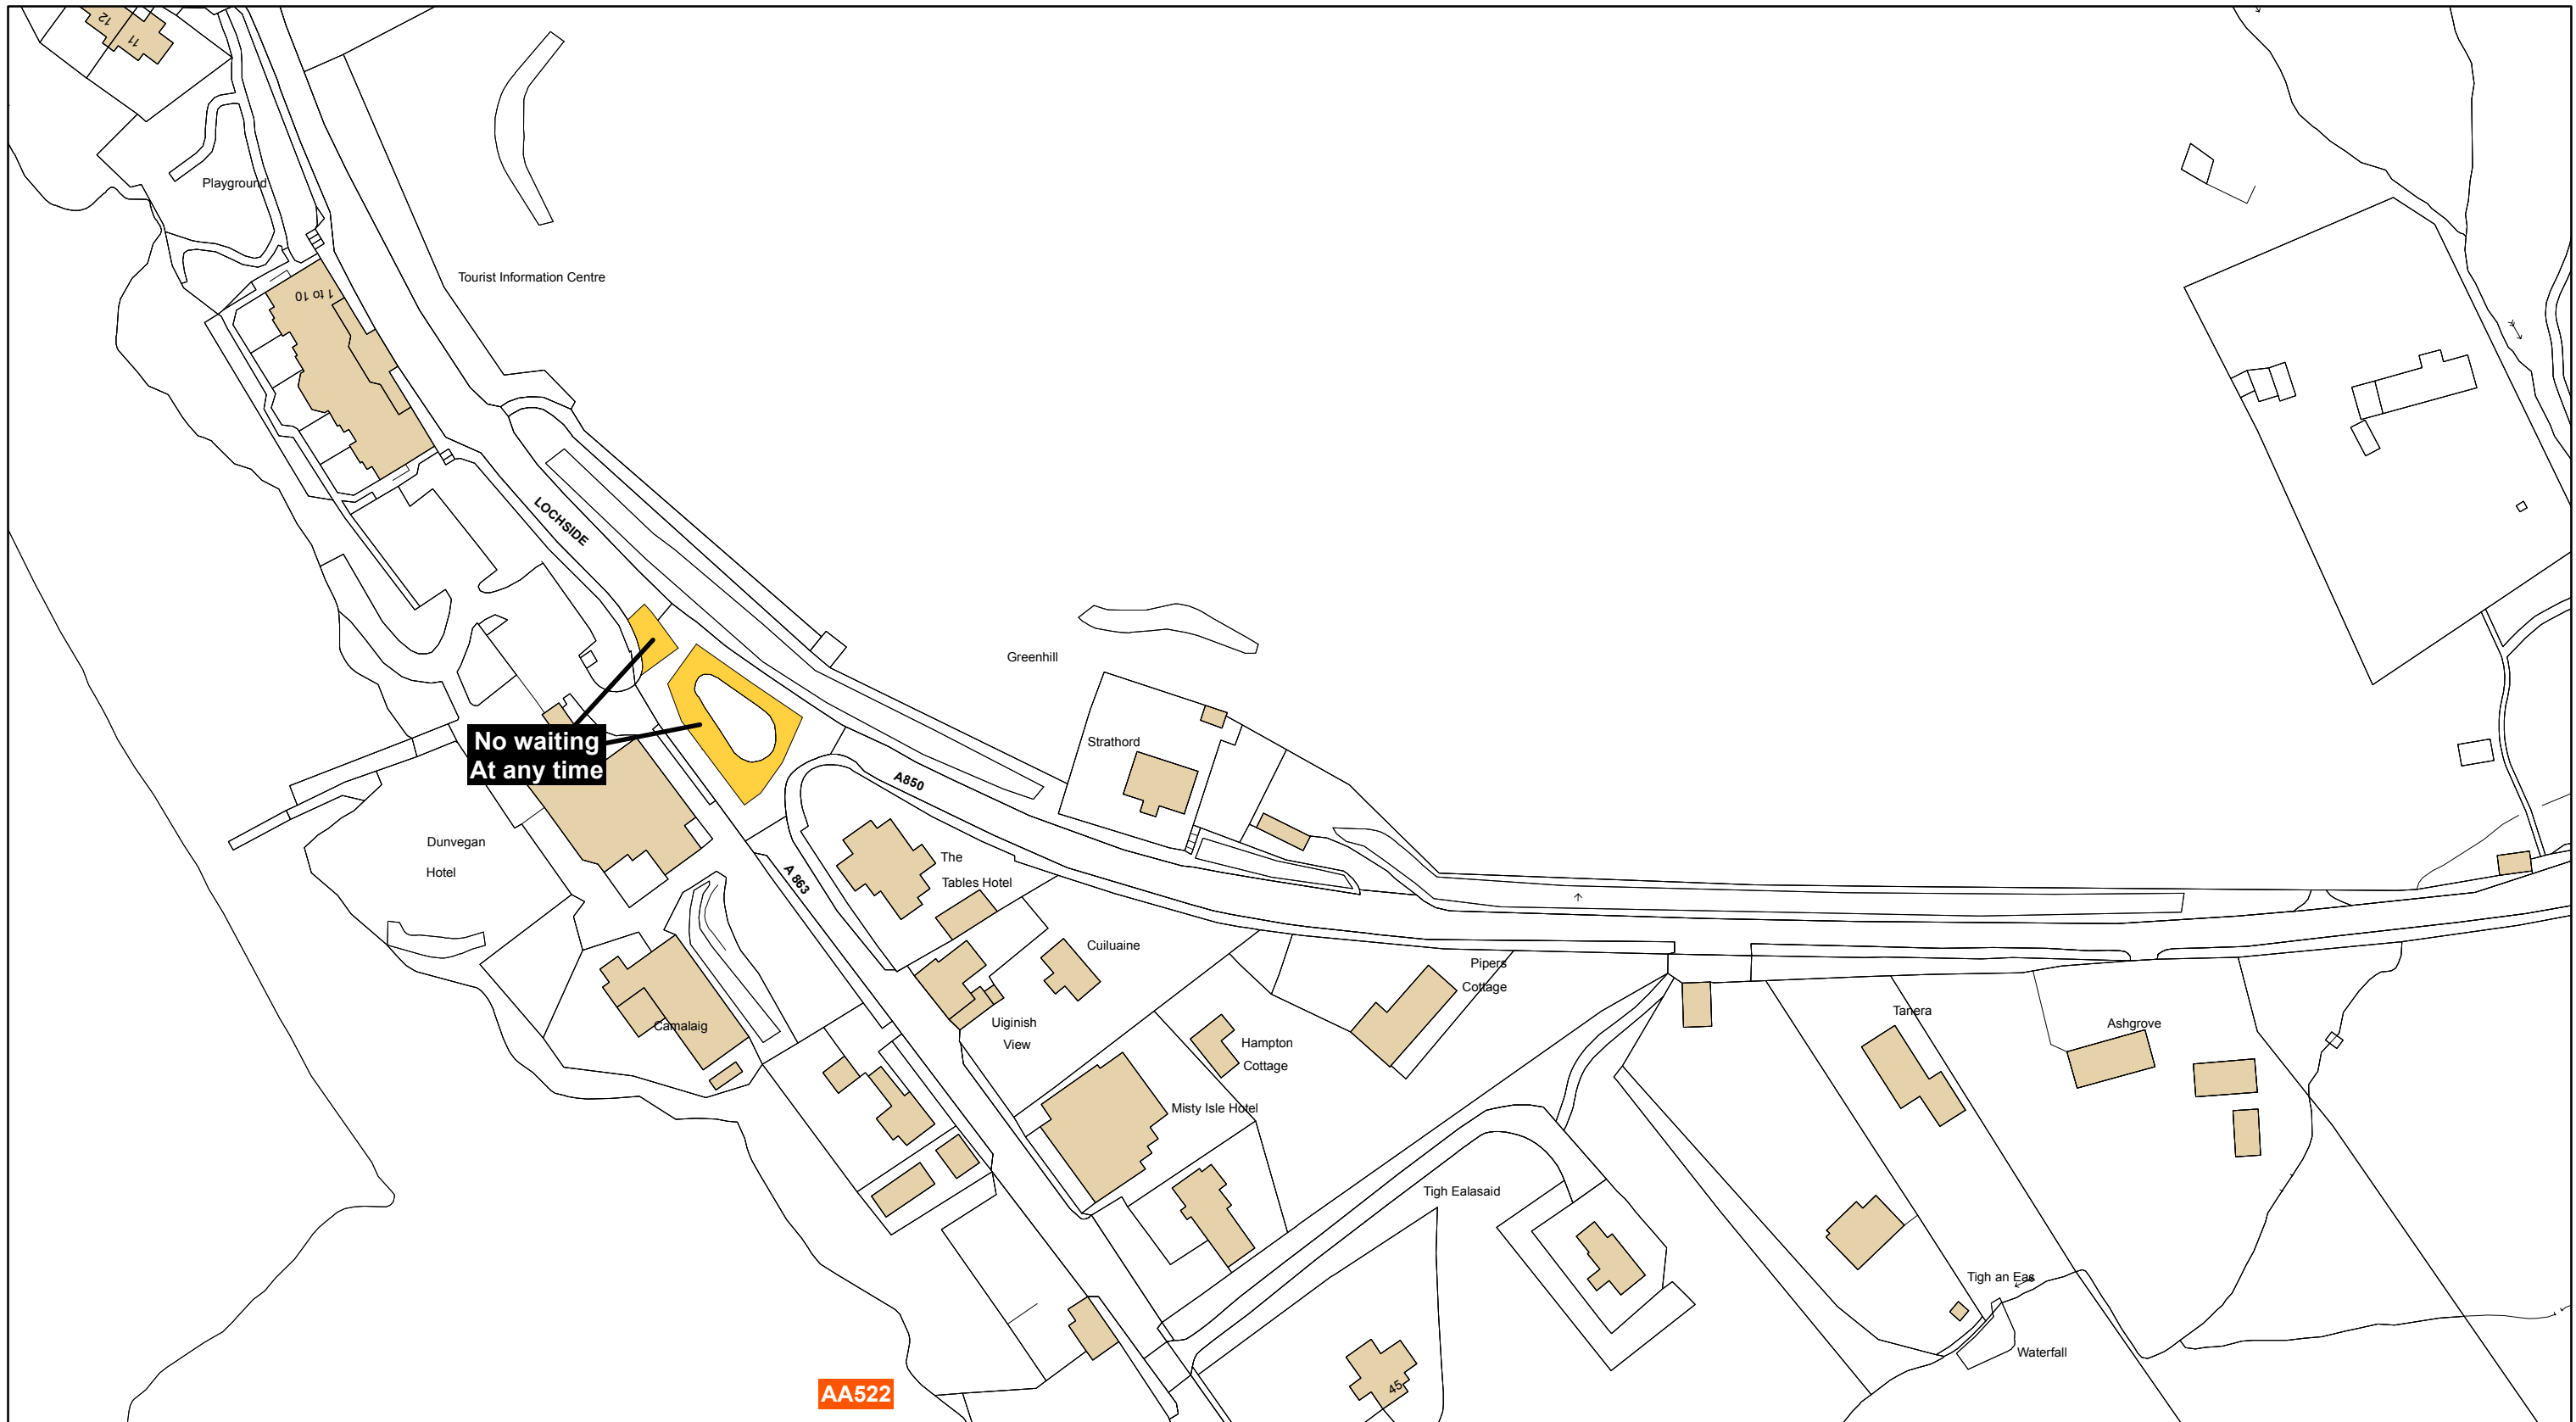 12
11
Playground
Tourist Information Centre
1 to 10
LOCHSIDE
Greenhill
Strathord
No waiting
At any time
A850
Dunvegan
Hotel
The
Tables Hotel
A 863
Cuiluaine
Pipers
Cottage
Camalaig
Uiginish
View
Hampton
Cottage
Tanera
Ashgrove
Misty Isle Hotel
Tigh Ealasaid
Tigh an Eas
Waterfall
45
AA522